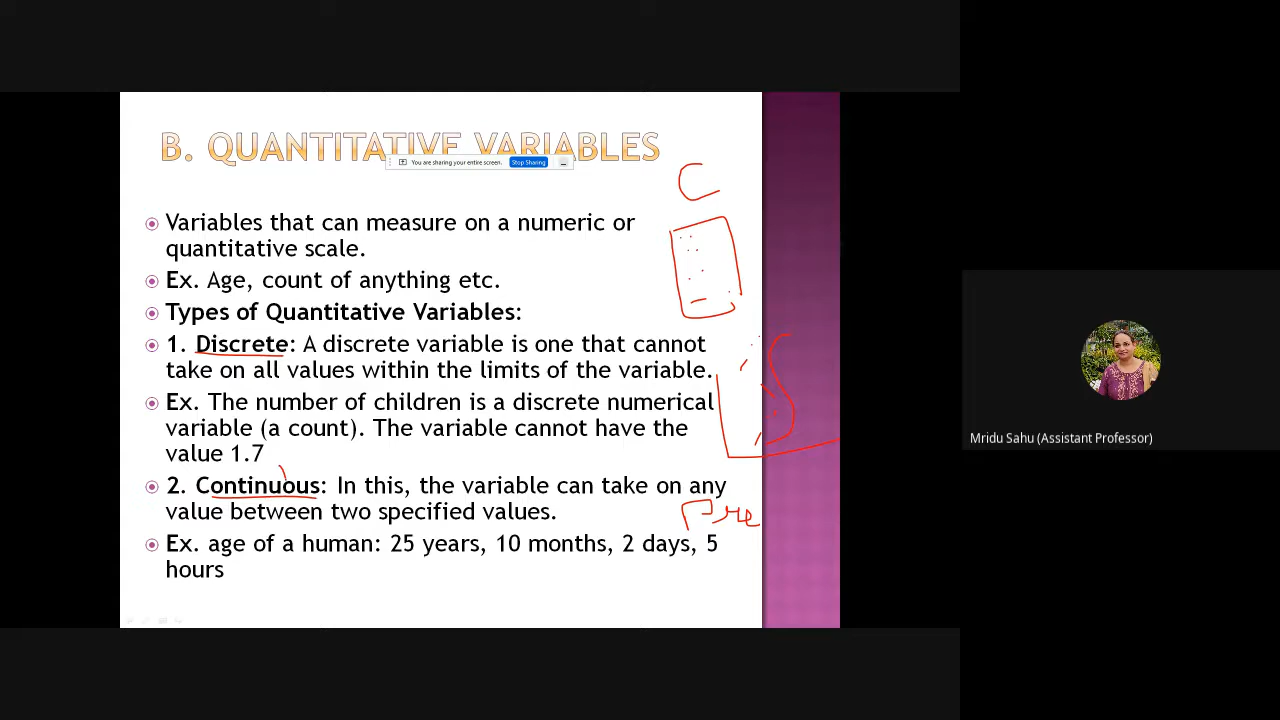 B. QUANTITATIVE VARIABLES
You are sharing your entire screen. Stop Sharing
C
Variables that can measure on a numeric or
quantitative scale.
Ex. Age, count of anything etc.
Types of Quantitative Variables:
1. Discrete: A discrete variable is one that cannot
take on all values within the limits of the variable.
Ex. The number of children is a discrete numerical
variable (a count). The variable cannot have the
value 1.7
Mridu Sahu (Assistant Professor)
2. Continuous: In this, the variable can take on any
value between two specified values.
Ex. age of a human: 25 years, 10 months, 2 days, 5
hours